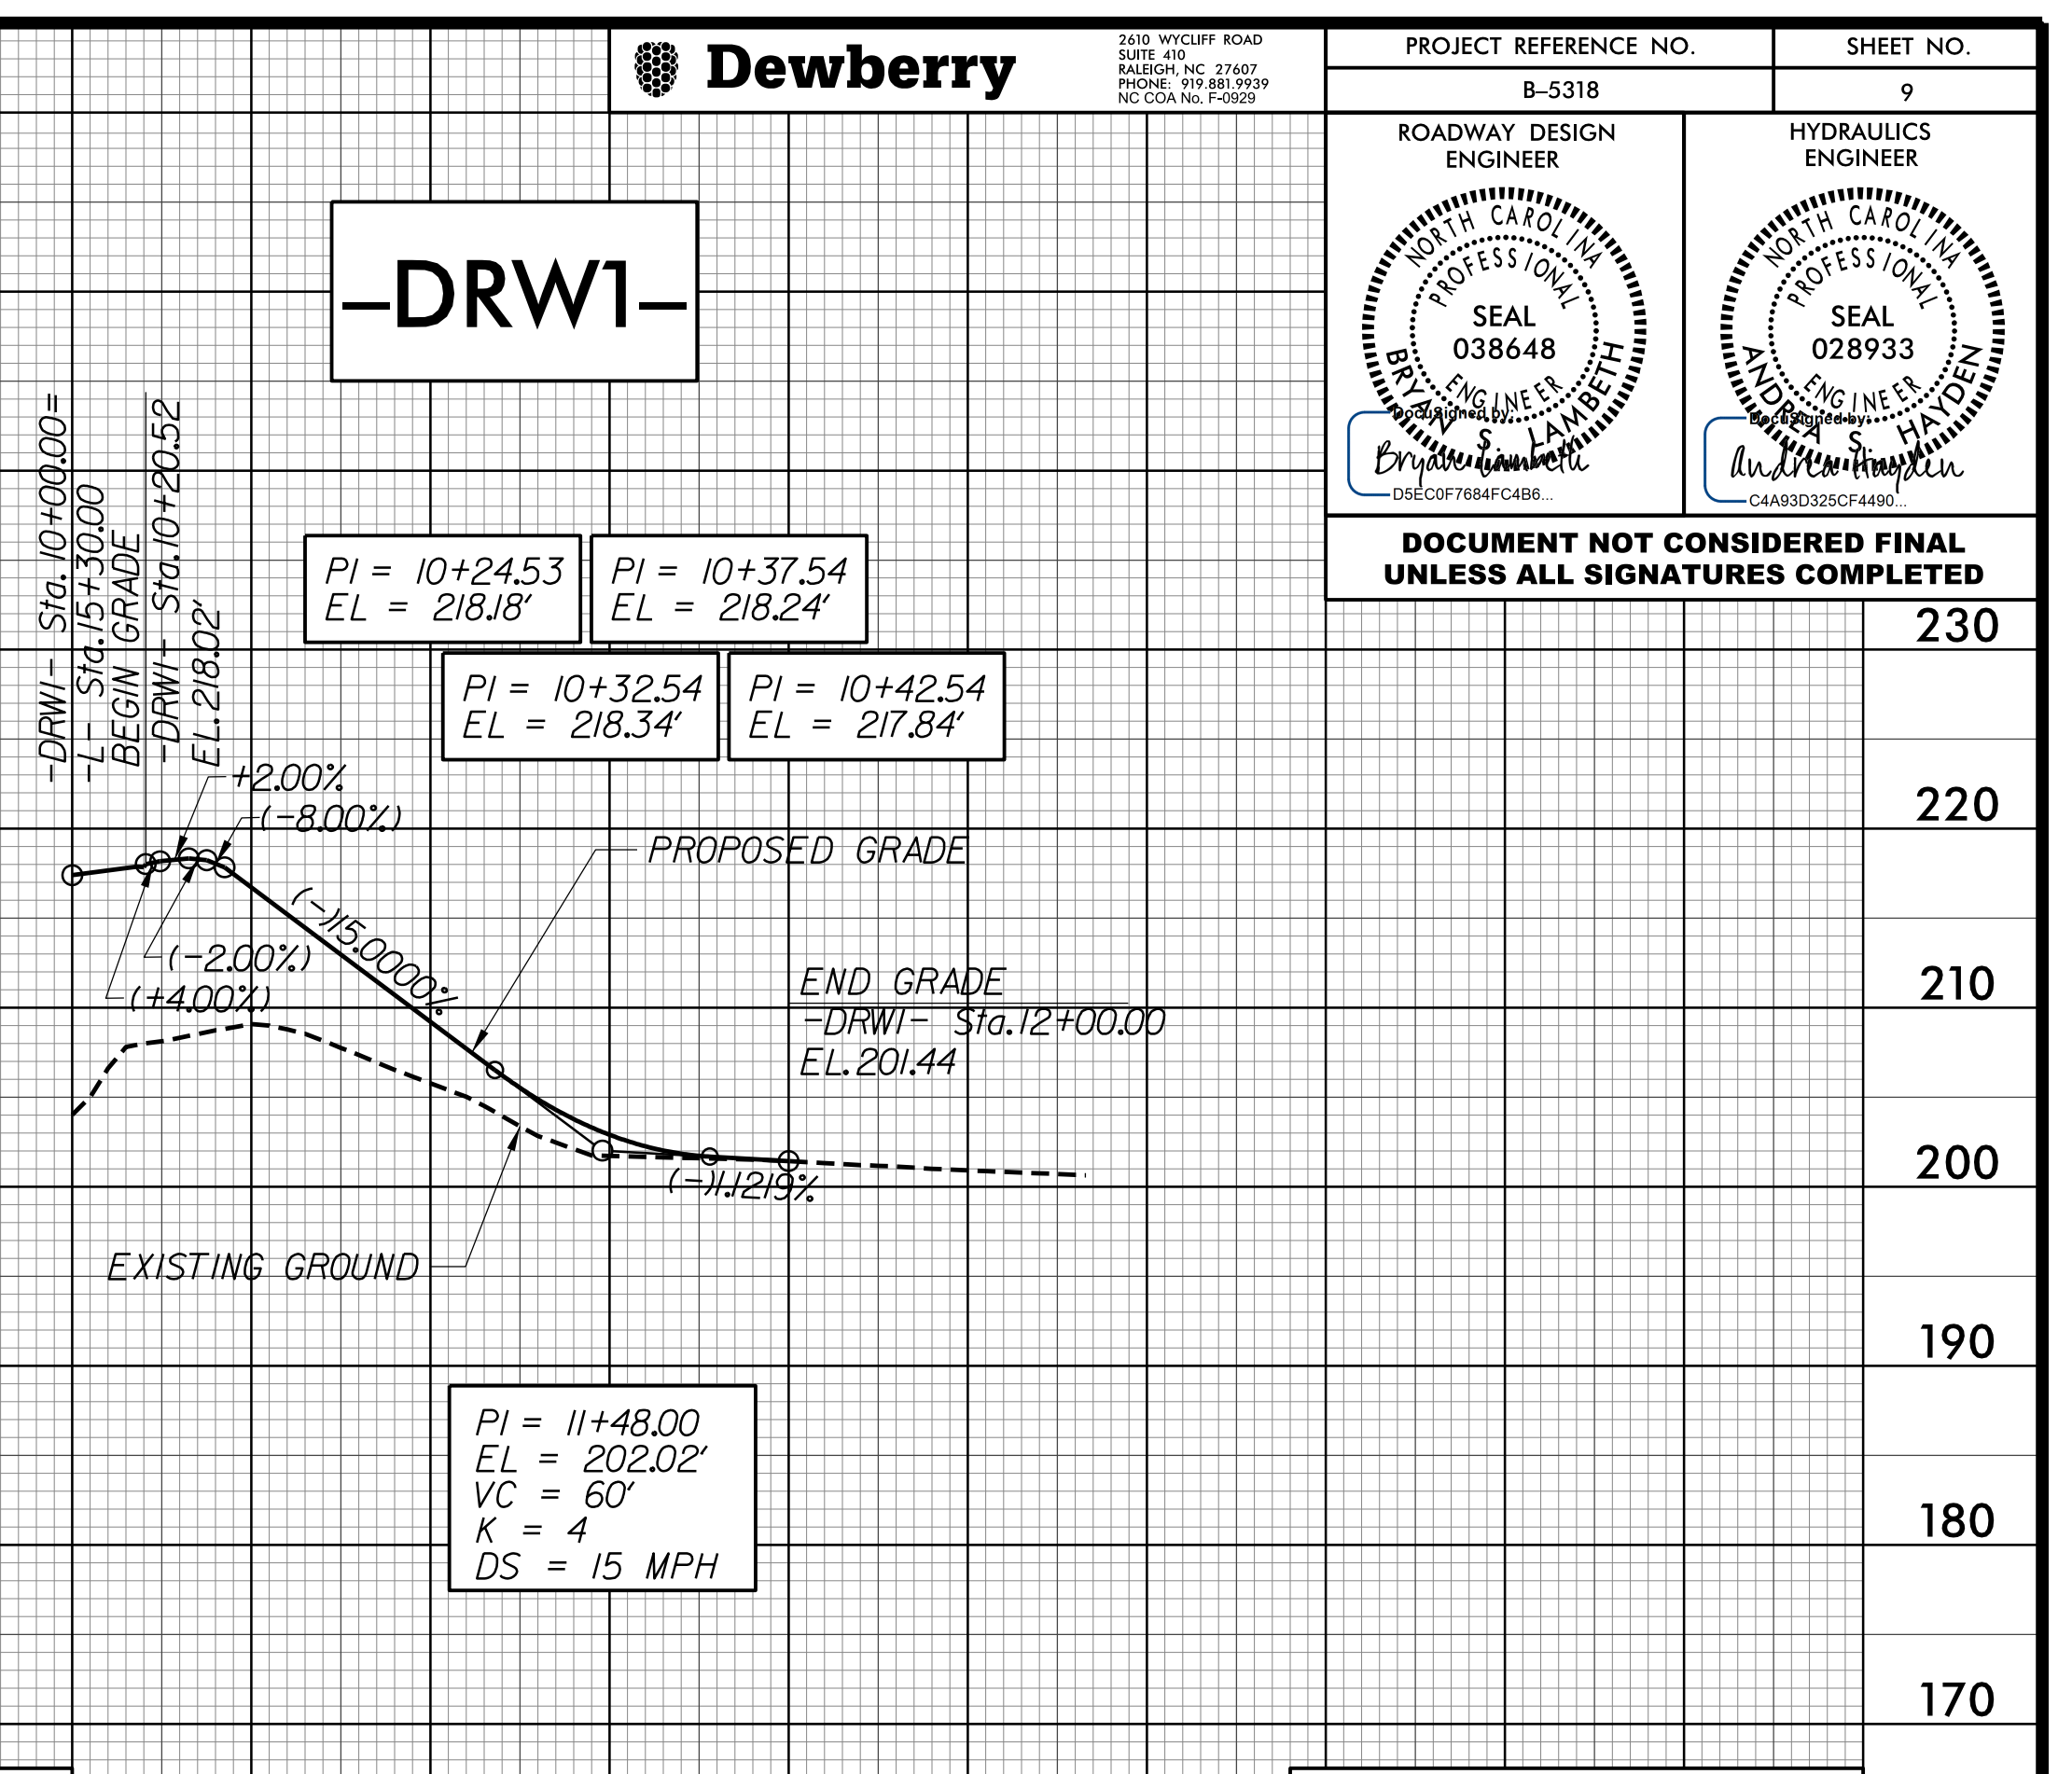 Dewberry
2610 WYCLIFF ROAD
SUITE 410
RALEIGH, NC 27607
PHONE: 919.881.9939
NC COA No. F-0929
PROJECT REFERENCE NO.
SHEET NO.
B–5318
9
ROADWAY DESIGN
ENGINEER
HYDRAULICS
ENGINEER
NORTH CAROLINA
PROFESSIONAL
SEAL
038648
ENGINEER
BRYAN S. LAMBETH
DocuSigned by:
Bryan Lambeth
D5EC0F7684FC4B6...
NORTH CAROLINA
PROFESSIONAL
SEAL
028933
ENGINEER
ANDREA S. HAYDEN
DocuSigned by:
Andrea Hayden
C4A93D325CF4490...
DOCUMENT NOT CONSIDERED FINAL
UNLESS ALL SIGNATURES COMPLETED
–DRW1–
-DRW1- Sta.10+00.00=
-L- Sta.15+30.00
BEGIN GRADE
-DRW1- Sta.10+20.52
EL.218.02'
PI = 10+24.53
EL = 218.18'
PI = 10+37.54
EL = 218.24'
PI = 10+32.54
EL = 218.34'
PI = 10+42.54
EL = 217.84'
+2.00%
(-8.00%)
PROPOSED GRADE
(-)15.0000%
(-2.00%)
(+4.00%)
END GRADE
-DRW1- Sta.12+00.00
EL.201.44
(-)1.1219%
EXISTING GROUND
PI = 11+48.00
EL = 202.02'
VC = 60'
K = 4
DS = 15 MPH
230
220
210
200
190
180
170